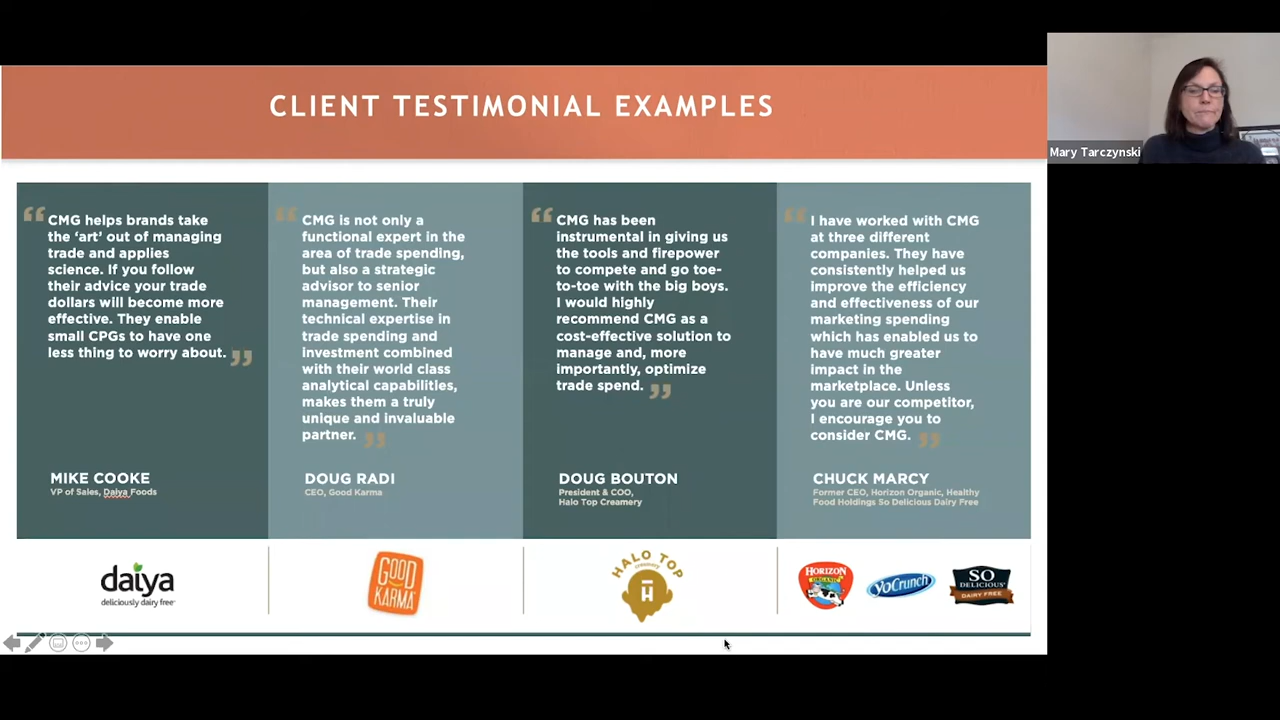 CLIENT TESTIMONIAL EXAMPLES
Mary Tarczynski
“ CMG helps brands take
the ‘art’ out of managing
trade and applies
science. If you follow
their advice your trade
dollars will become more
effective. They enable
small CPGs to have one
less thing to worry about. ”
MIKE COOKE
VP of Sales, Daiya Foods
“ CMG is not only a
functional expert in the
area of trade spending,
but also a strategic
advisor to senior
management. Their
technical expertise in
trade spending and
investment combined
with their world class
analytical capabilities,
makes them a truly
unique and invaluable
partner. ”
DOUG RADI
CEO, Good Karma
“ CMG has been
instrumental in giving us
the tools and firepower
to compete and go toe-
to-toe with the big boys.
I would highly
recommend CMG as a
cost-effective solution to
manage and, more
importantly, optimize
trade spend. ”
DOUG BOUTON
President & COO,
Halo Top Creamery
“ I have worked with CMG
at three different
companies. They have
consistently helped us
improve the efficiency
and effectiveness of our
marketing spending
which has enabled us to
have much greater
impact in the
marketplace. Unless
you are our competitor,
I encourage you to
consider CMG. ”
CHUCK MARCY
Former CEO, Horizon Organic, Healthy
Food Holdings So Delicious Dairy Free
daiya
deliciously dairy free
GOOD
KARMA
HALO TOP
creamery
H
HORIZON
ORGANIC
YoCrunch
SO
DELICIOUS
DAIRY FREE